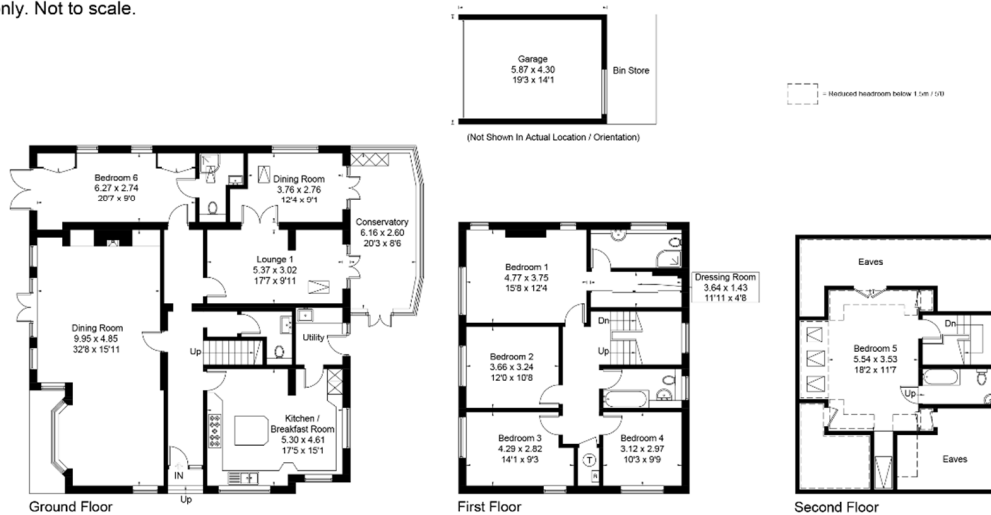 only. Not to scale.
Garage
5.87 x 4.30
19'3 x 14'1
Bin Store
= Reduced headroom below 1.5m / 5'0
(Not Shown In Actual Location / Orientation)
Bedroom 6
6.27 x 2.74
20'7 x 9'0
Dining Room
3.76 x 2.76
12'4 x 9'1
Conservatory
6.16 x 2.60
20'3 x 8'6
Lounge 1
5.37 x 3.02
17'7 x 9'11
Dining Room
9.95 x 4.85
32'8 x 15'11
Utility
Up
Kitchen /
Breakfast Room
5.30 x 4.61
17'5 x 15'1
IN
Up
Ground Floor
Bedroom 1
4.77 x 3.75
15'8 x 12'4
Dressing Room
3.64 x 1.43
11'11 x 4'8
Dn
Up
Bedroom 2
3.66 x 3.24
12'0 x 10'8
Bedroom 3
4.29 x 2.82
14'1 x 9'3
Bedroom 4
3.12 x 2.97
10'3 x 9'9
T
First Floor
Eaves
Bedroom 5
5.54 x 3.53
18'2 x 11'7
Dn
Up
Eaves
Second Floor